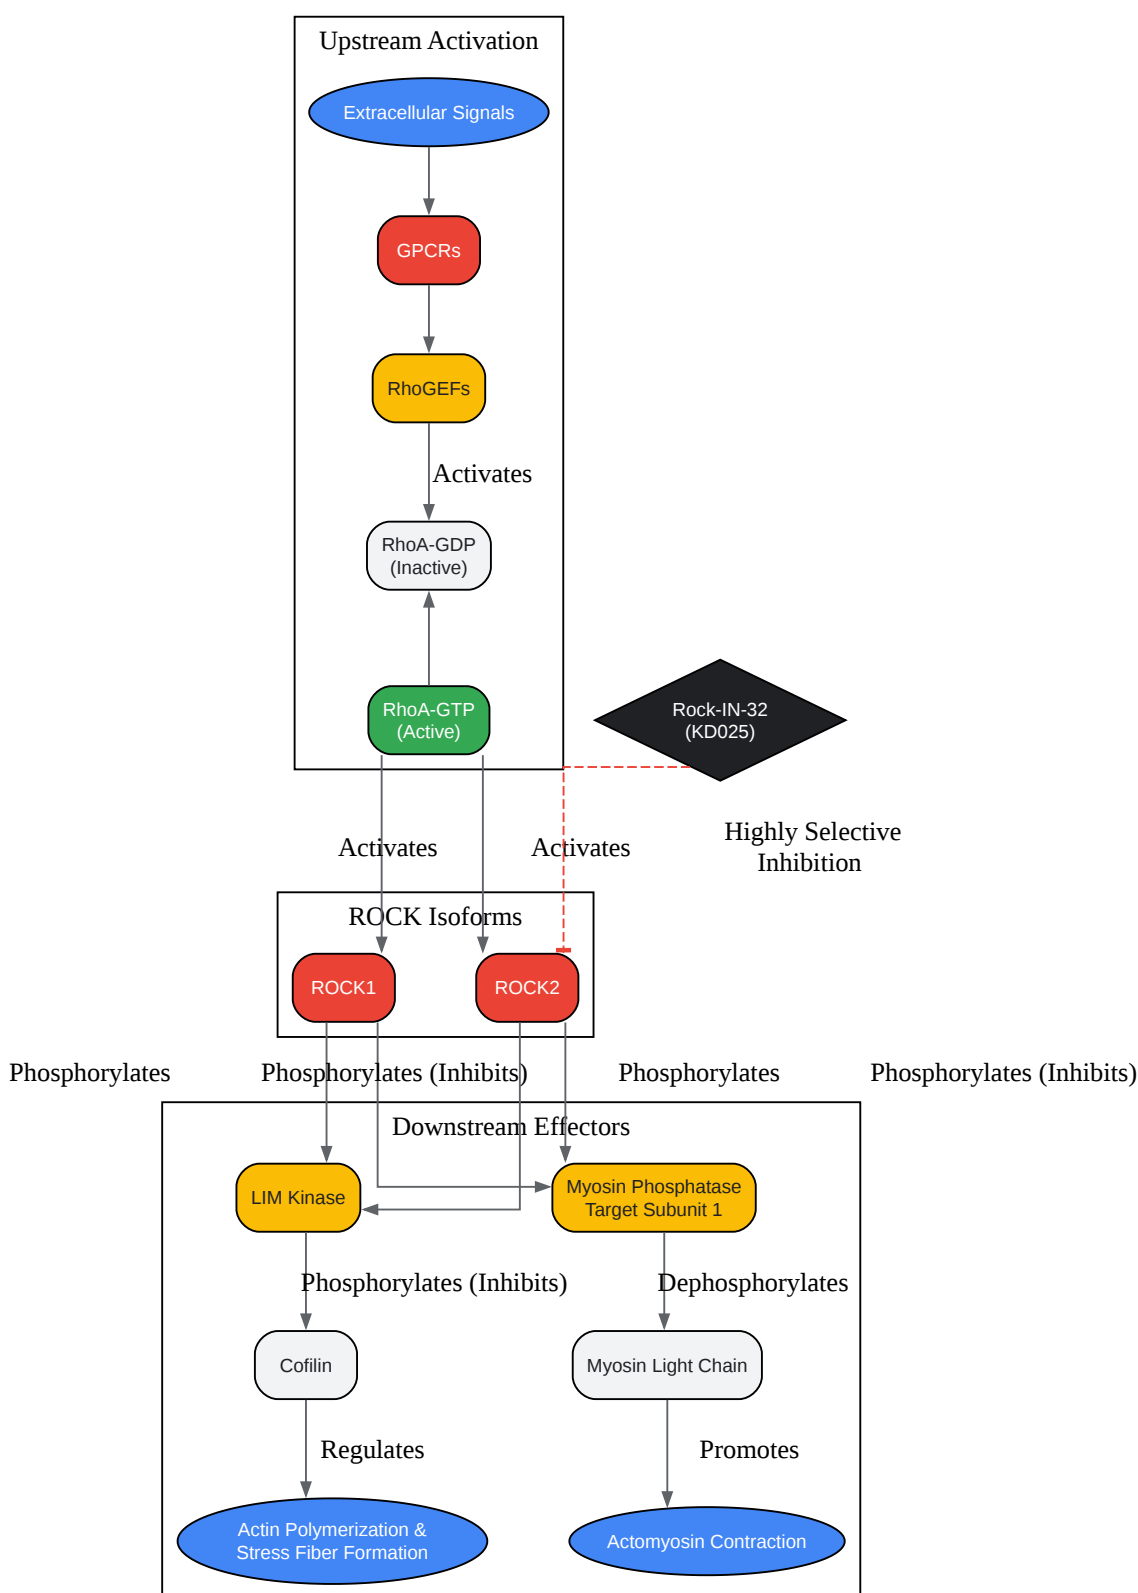 Upstream Activation
Extracellular Signals
GPCRs
RhoGEFs
Activates
RhoA-GDP
(Inactive)
RhoA-GTP
(Active)
Rock-IN-32
(KD025)
Activates
Activates
Highly Selective
Inhibition
ROCK Isoforms
ROCK1
ROCK2
Phosphorylates
Phosphorylates (Inhibits)
Phosphorylates
Phosphorylates (Inhibits)
Downstream Effectors
LIM Kinase
Myosin Phosphatase
Target Subunit 1
Phosphorylates (Inhibits)
Dephosphorylates
Cofilin
Myosin Light Chain
Regulates
Promotes
Actin Polymerization &
Stress Fiber Formation
Actomyosin Contraction